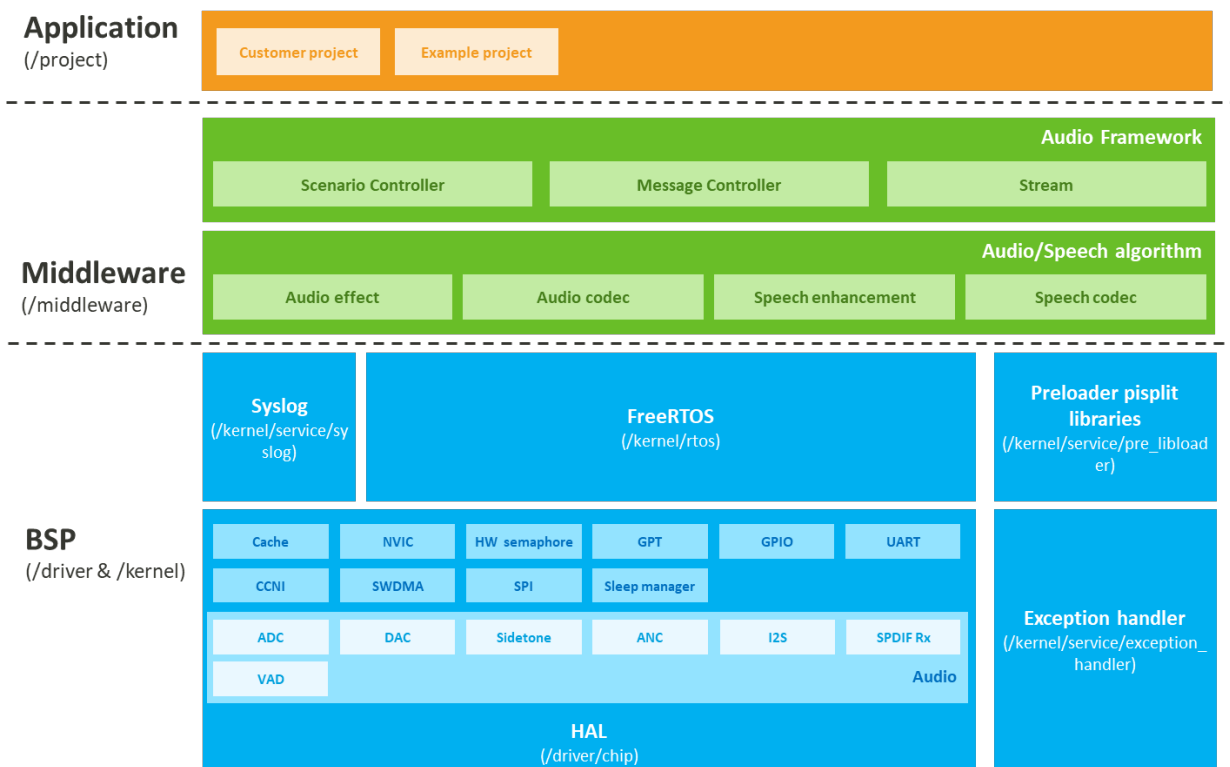 Application
(/project)
Customer project
Example project
Audio Framework
Scenario Controller
Message Controller
Stream
Middleware
(/middleware)
Audio/Speech algorithm
Audio effect
Audio codec
Speech enhancement
Speech codec
BSP
(/driver & /kernel)
Syslog
(/kernel/service/sy
slog)
FreeRTOS
(/kernel/rtos)
Preloader pisplit
libraries
(/kernel/service/pre_libload
er)
Cache
NVIC
HW semaphore
GPT
GPIO
UART
CCNI
SWDMA
SPI
Sleep manager
ADC
DAC
Sidetone
ANC
I2S
SPDIF Rx
VAD
Audio
HAL
(/driver/chip)
Exception handler
(/kernel/service/exception_
handler)